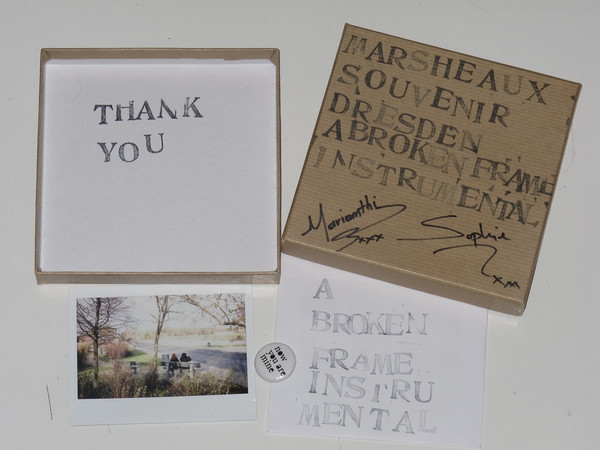 THANK
YOU
MARSHEAUX
SOUVENIR
DRESDEN
A BROKEN FRAME
INSTRUMENTAL
Marianthi xxx
Sophie xxx
now
you are
mine
A
BROKEN
FRAME
INSTRU
MENTAL